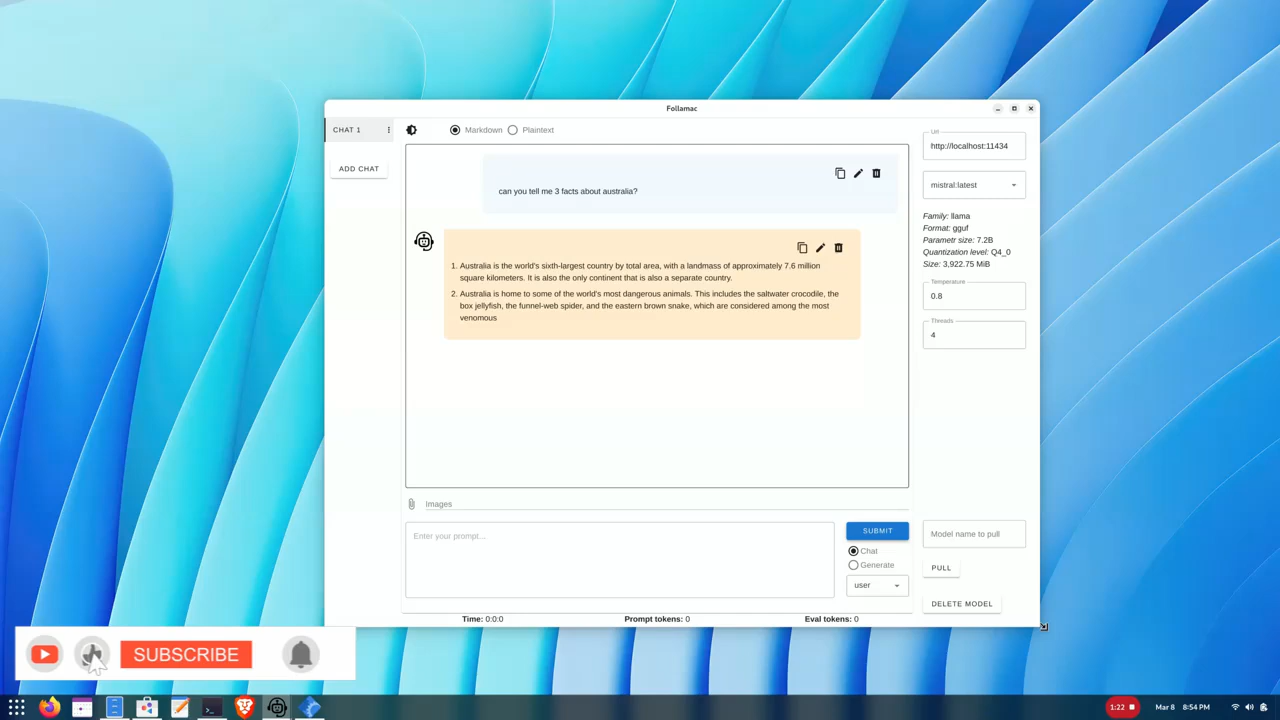 Follamac
CHAT 1
Markdown
Plaintext
ADD CHAT
can you tell me 3 facts about australia?
1. Australia is the world's sixth-largest country by total area, with a landmass of approximately 7.6 million
square kilometers. It is also the only continent that is also a separate country.
2. Australia is home to some of the world's most dangerous animals. This includes the saltwater crocodile, the
box jellyfish, the funnel-web spider, and the eastern brown snake, which are considered among the most
venomous
Images
Enter your prompt...
SUBMIT
Chat
Generate
user
Time: 0:0:0
Prompt tokens: 0
Eval tokens: 0
Url
http://localhost:11434
mistral:latest
Family: llama
Format: gguf
Parametr size: 7.2B
Quantization level: Q4_0
Size: 3,922.75 MiB
Temperature
0.8
Threads
4
Model name to pull
PULL
DELETE MODEL
SUBSCRIBE
1:22
Mar 8 8:54 PM